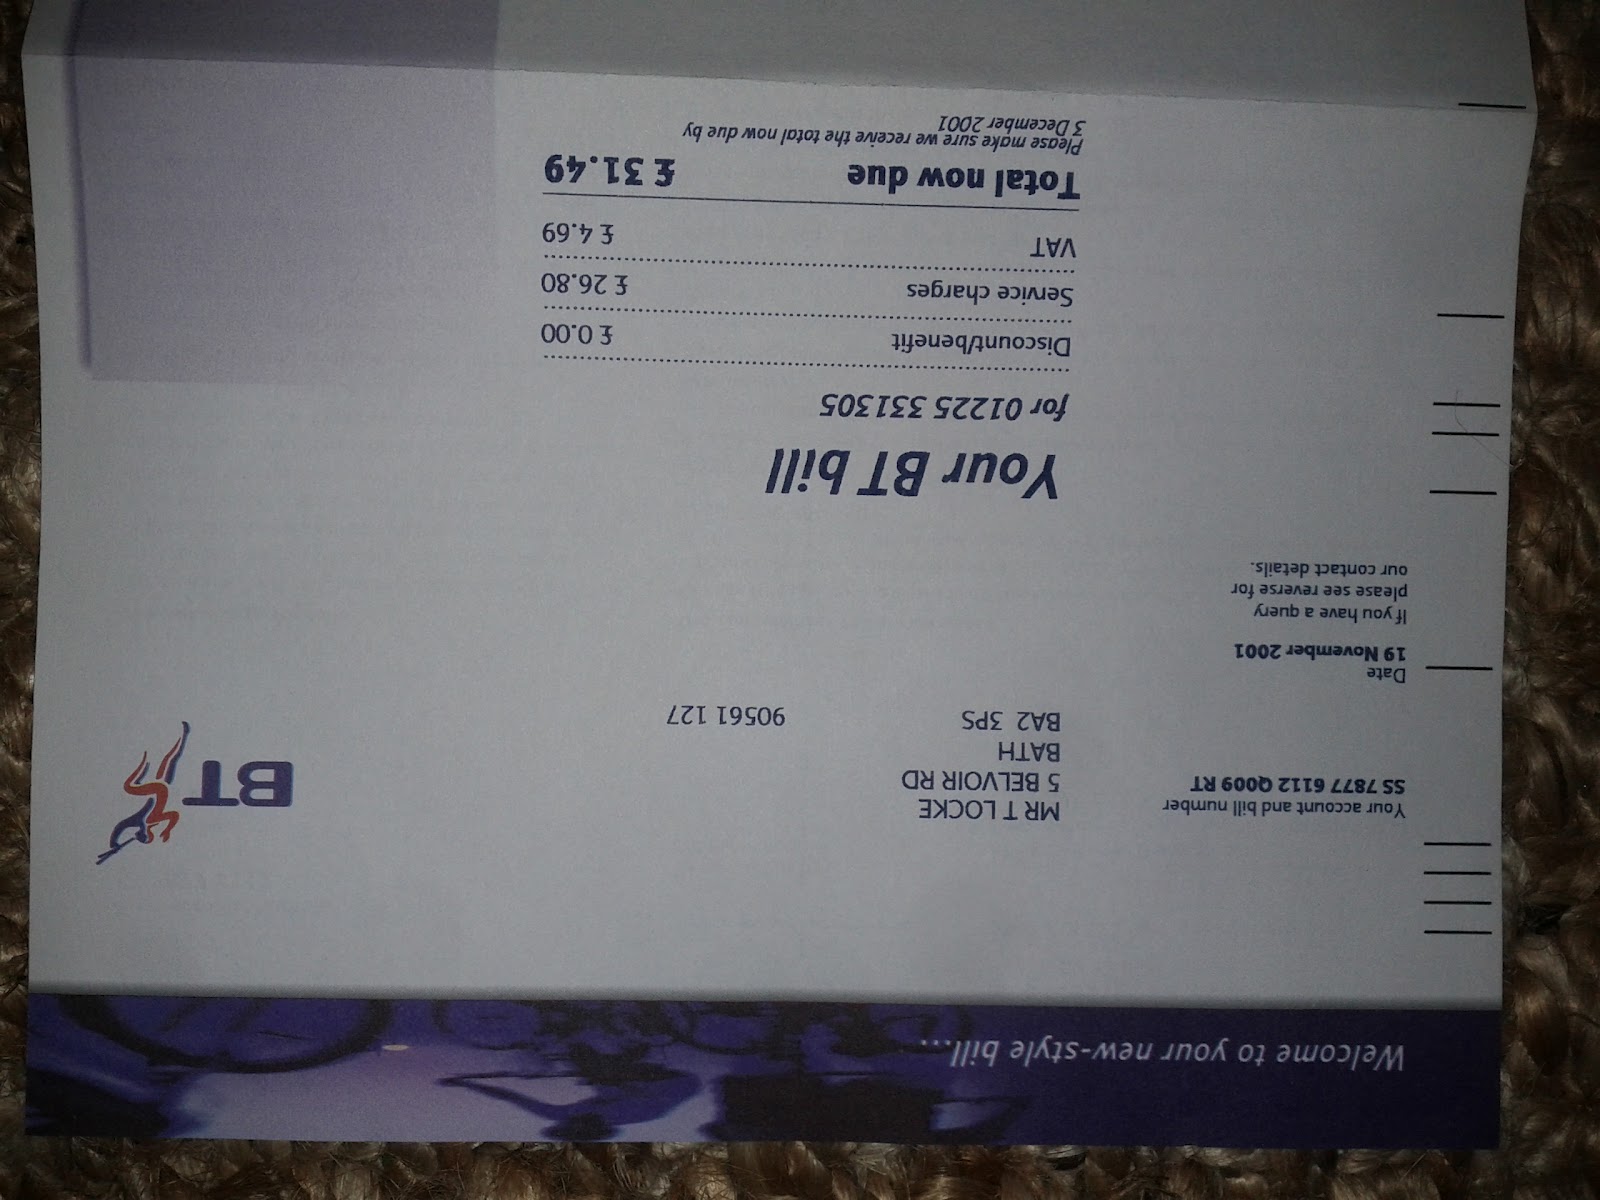 Welcome to your new-style bill...
BT
Your account and bill number
SS 7877 6112 Q009 RT
MR T LOCKE
5 BELVOIR RD
BATH
BA2 3PS 90561 127
Date
19 November 2001
If you have a query
please see reverse for
our contact details.
Your BT bill
for 01225 331305
Discount/benefit £ 0.00
Service charges £ 26.80
VAT £ 4.69
Total now due £ 31.49
Please make sure we receive the total now due by
3 December 2001